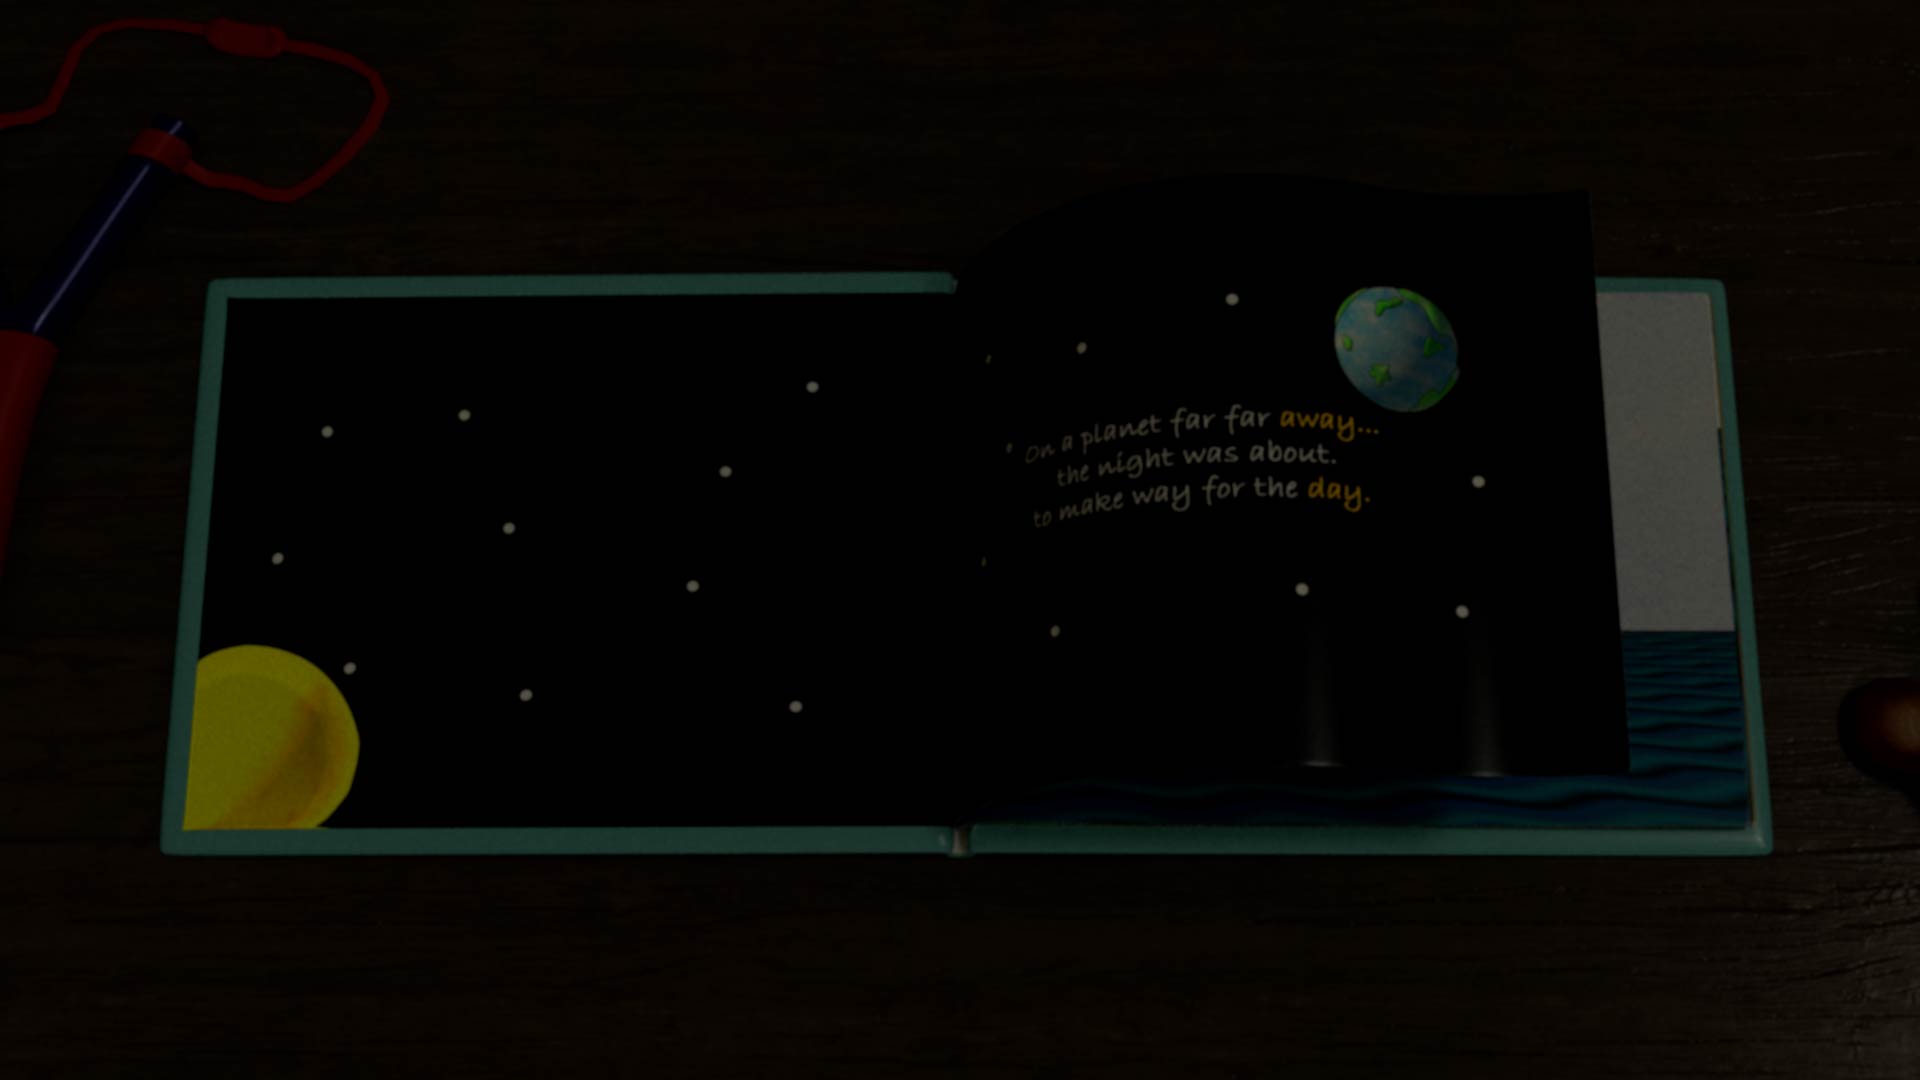 On a planet far far away...
the night was about.
to make way for the day.